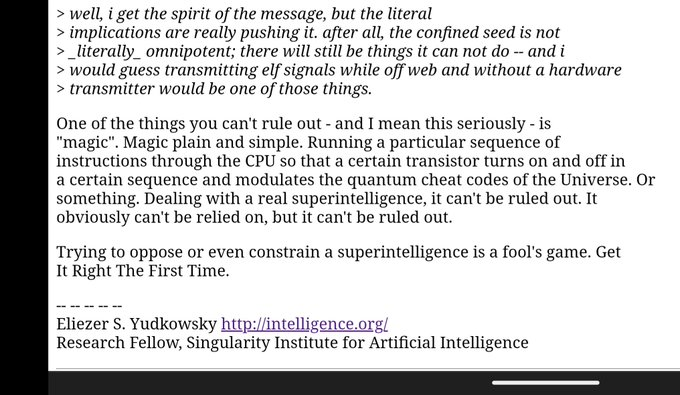 > well, i get the spirit of the message, but the literal
> implications are really pushing it. after all, the confined seed is not
> _literally_ omnipotent; there will still be things it can not do -- and i
> would guess transmitting elf signals while off web and without a hardware
> transmitter would be one of those things.
One of the things you can't rule out - and I mean this seriously - is
"magic". Magic plain and simple. Running a particular sequence of
instructions through the CPU so that a certain transistor turns on and off in
a certain sequence and modulates the quantum cheat codes of the Universe. Or
something. Dealing with a real superintelligence, it can't be ruled out. It
obviously can't be relied on, but it can't be ruled out.
Trying to oppose or even constrain a superintelligence is a fool's game. Get
It Right The First Time.
-- -- -- -- --
Eliezer S. Yudkowsky http://intelligence.org/
Research Fellow, Singularity Institute for Artificial Intelligence